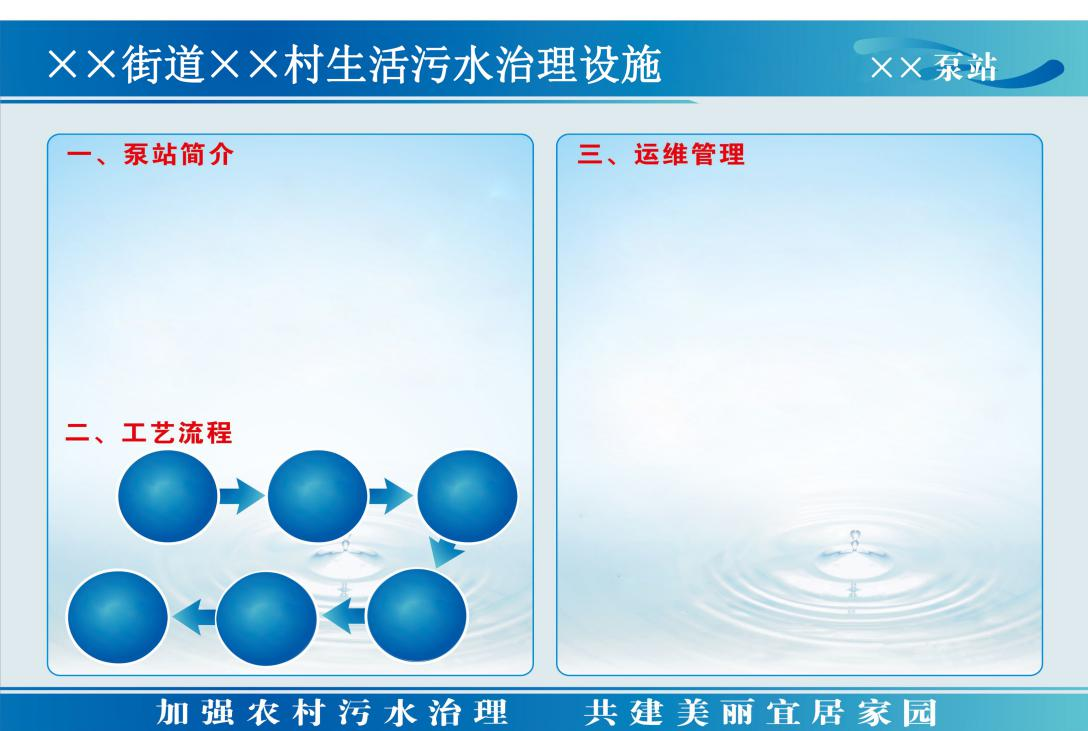 ××街道××村生活污水治理设施
××泵站
一、泵站简介
二、工艺流程
三、运维管理
加强农村污水治理 共建美丽宜居家园